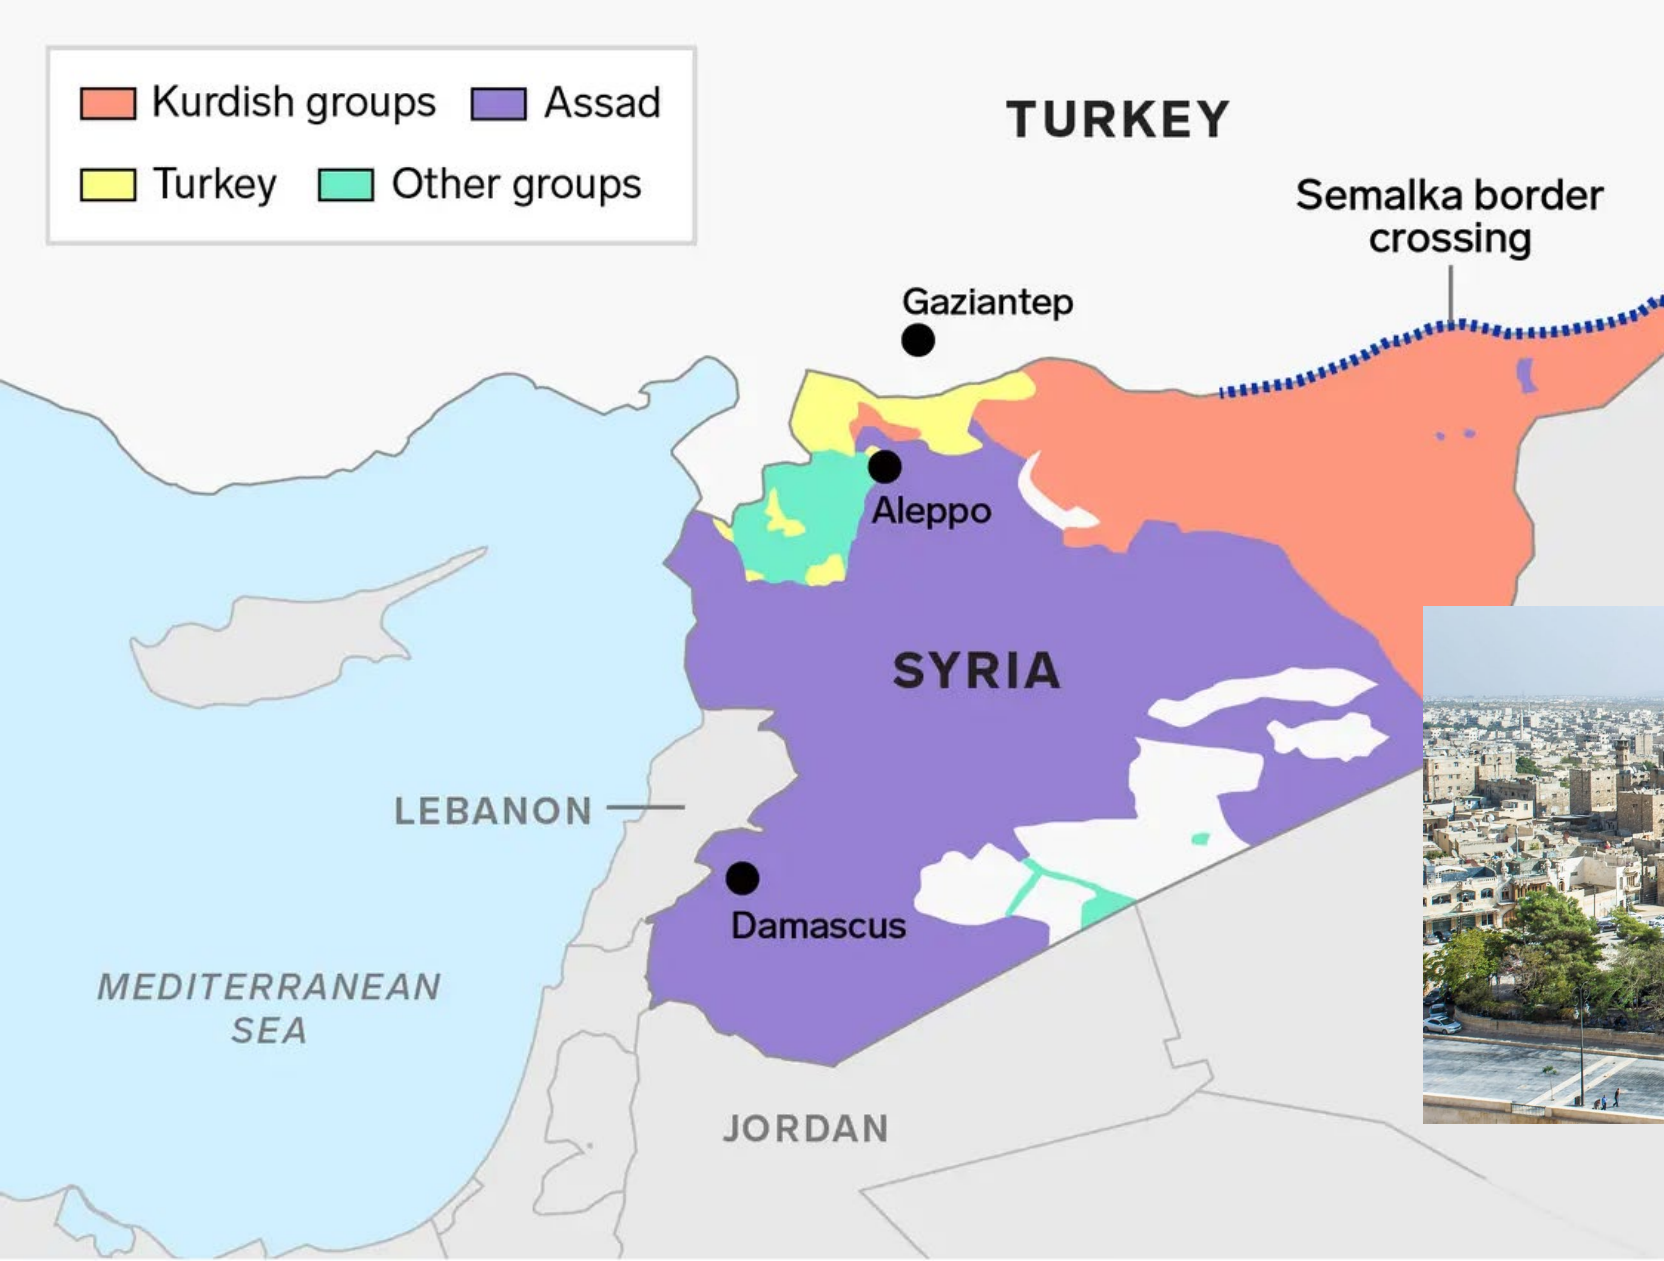 Kurdish groups Assad
Turkey Other groups
TURKEY
Semalka border
crossing
Gaziantep
Aleppo
SYRIA
LEBANON
Damascus
MEDITERRANEAN
SEA
JORDAN